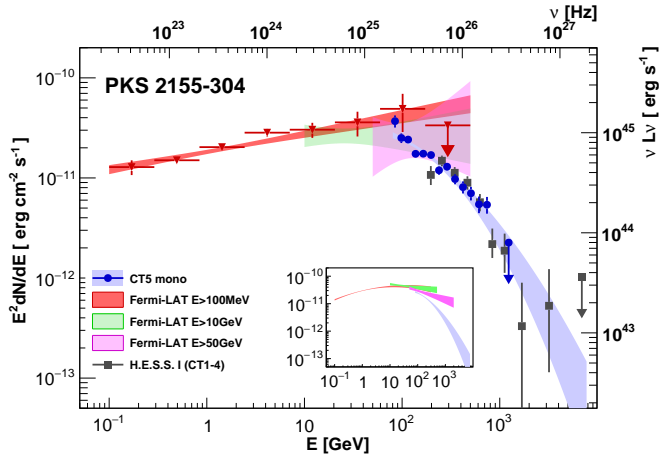 ν [Hz]
10^23 10^24 10^25 10^26 10^27
PKS 2155-304
E^2dN/dE [ erg cm^-2 s^-1 ]
10^-10
10^-11
10^-12
10^-13
ν Lν [ erg s^-1 ]
10^45
10^44
10^43
CT5 mono
Fermi-LAT E>100MeV
Fermi-LAT E>10GeV
Fermi-LAT E>50GeV
H.E.S.S. I (CT1-4)
10^-10
10^-11
10^-12
10^-13
10^-1 1 10 10^2 10^3
10^-1 1 10 10^2 10^3
E [GeV]